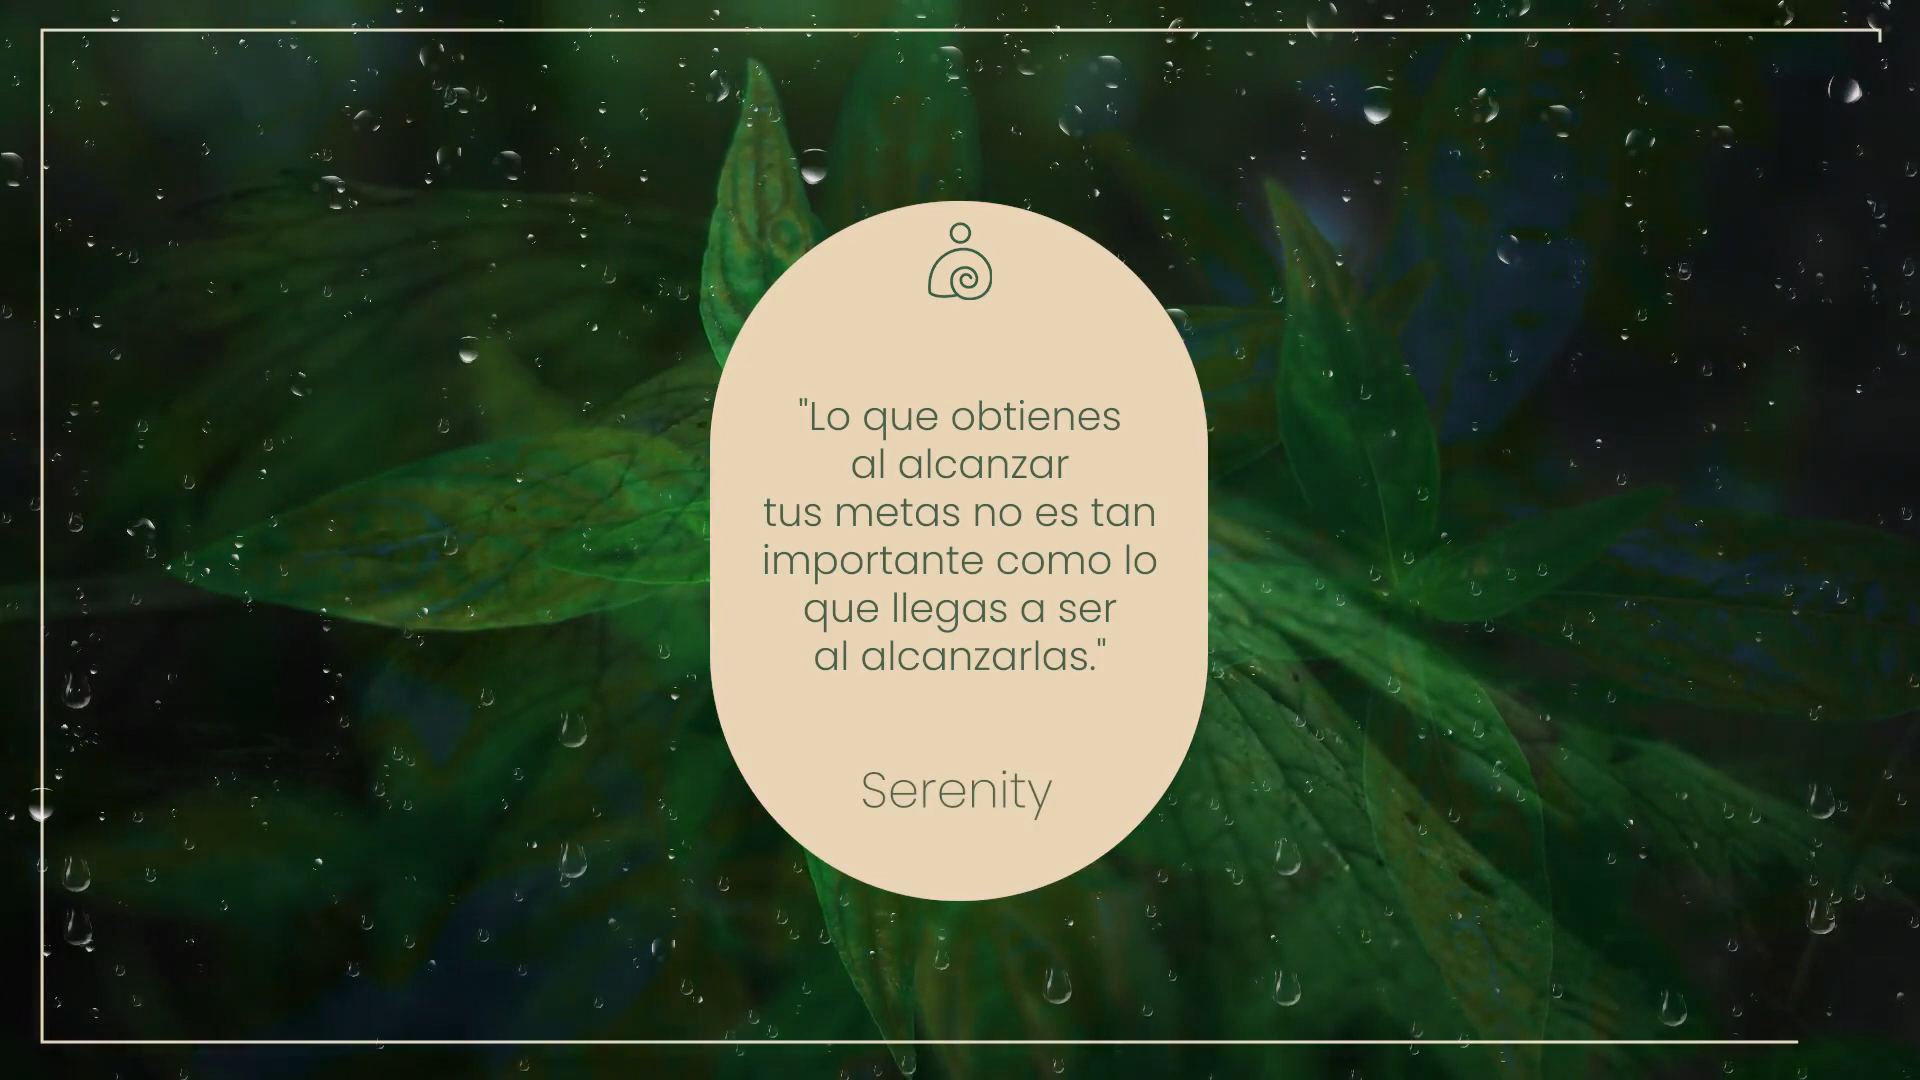 "Lo que obtienes
al alcanzar
tus metas no es tan
importante como lo
que llegas a ser
al alcanzarlas."
Serenity